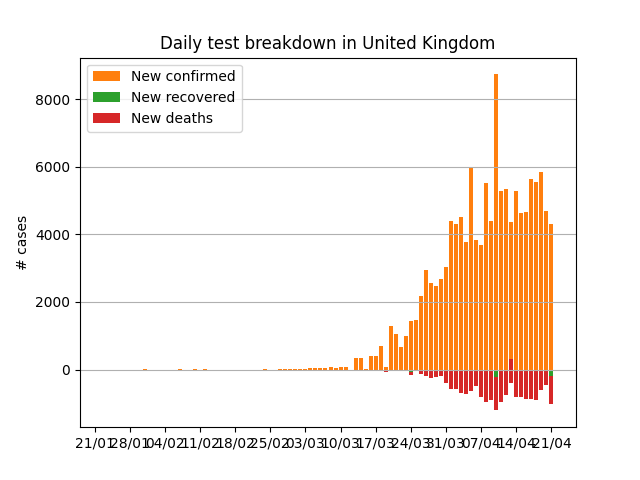 Daily test breakdown in United Kingdom
New confirmed
New recovered
New deaths
# cases
8000
6000
4000
2000
0
21/01 28/01 04/02 11/02 18/02 25/02 03/03 10/03 17/03 24/03 31/03 07/04 14/04 21/04